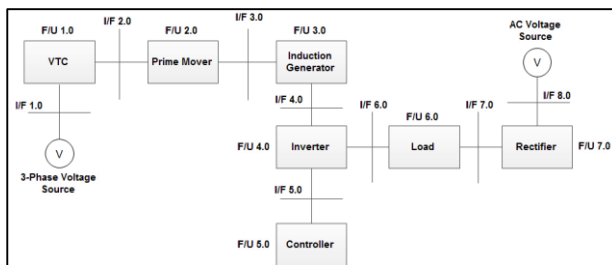 AC Voltage
Source
I/F 2.0
I/F 3.0
F/U 1.0
F/U 2.0
F/U 3.0
VTC
Prime Mover
Induction
Generator
V
I/F 1.0
I/F 4.0
I/F 6.0
I/F 7.0
I/F 8.0
F/U 6.0
V
F/U 4.0
Inverter
Load
Rectifier
F/U 7.0
3-Phase Voltage
Source
I/F 5.0
F/U 5.0
Controller